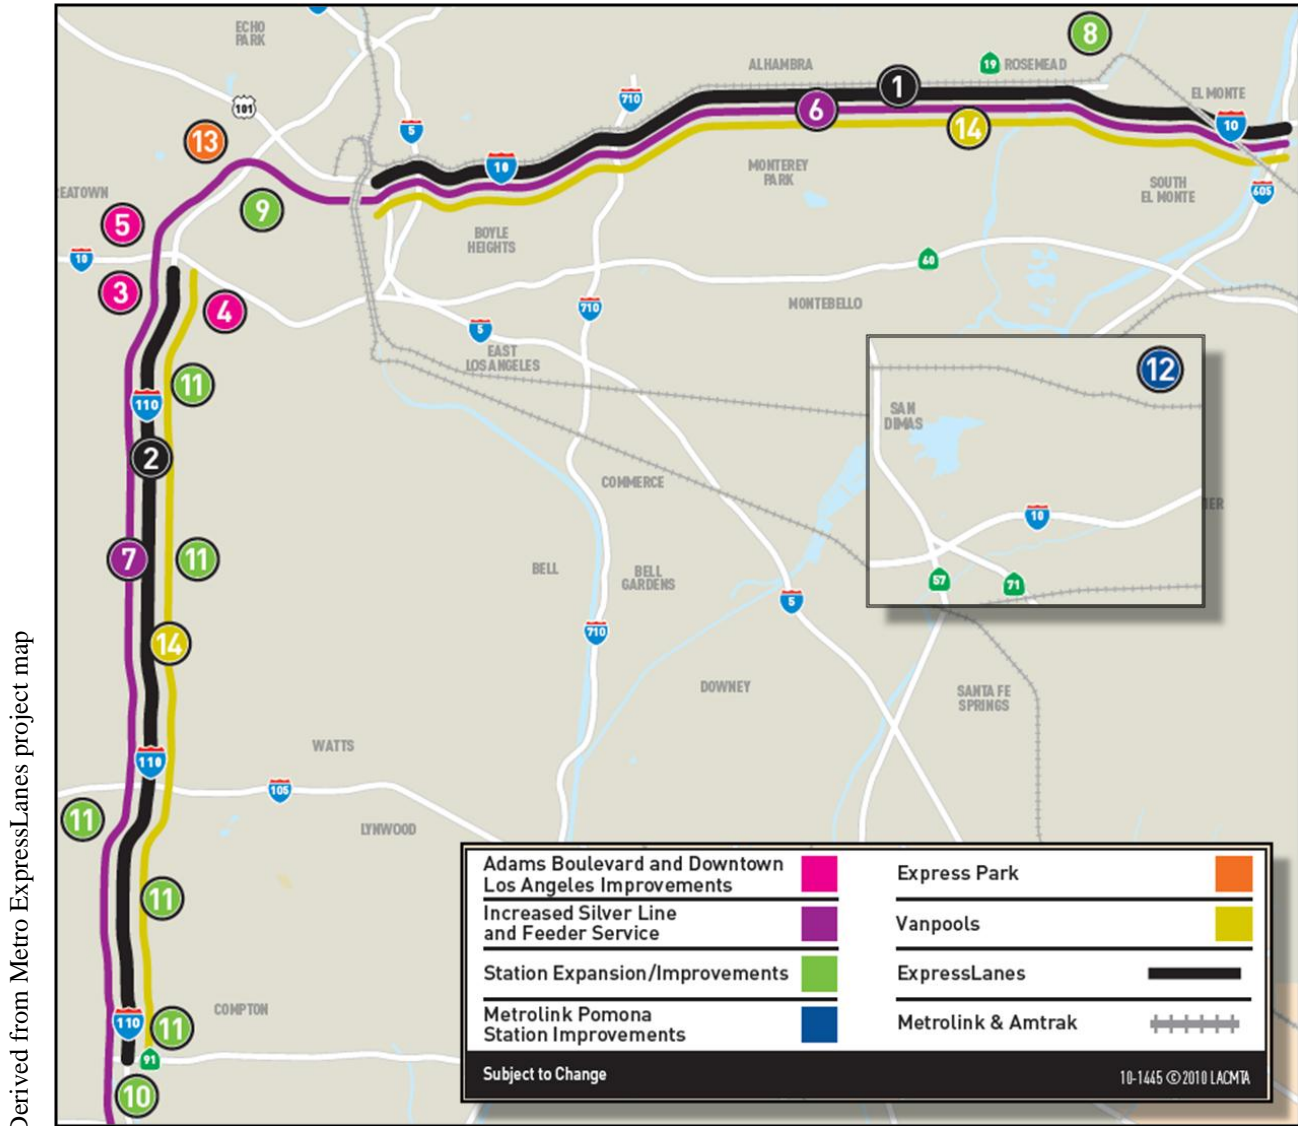 Derived from Metro ExpressLanes project map
ECHO
PARK
8
ALHAMBRA
19
ROSEMEAD
1
710
EL MONTE
101
6
5
14
10
13
10
MONTEREY
PARK
SOUTH
EL MONTE
605
REATOWN
9
5
BOYLE
HEIGHTS
10
60
3
4
710
MONTEBELLO
5
EAST
LOS ANGELES
12
11
110
SAN
DIMAS
2
COMMERCE
10
7
11
BELL
BELL
GARDENS
57
71
5
710
14
DOWNEY
SANTA FE
SPRINGS
WATTS
110
105
11
LYNWOOD
11
COMPTON
110
11
91
10
Adams Boulevard and Downtown
Los Angeles Improvements
Increased Silver Line
and Feeder Service
Station Expansion/Improvements
Metrolink Pomona
Station Improvements
Express Park
Vanpools
ExpressLanes
Metrolink & Amtrak
Subject to Change
10-1445 ©2010 LACMTA